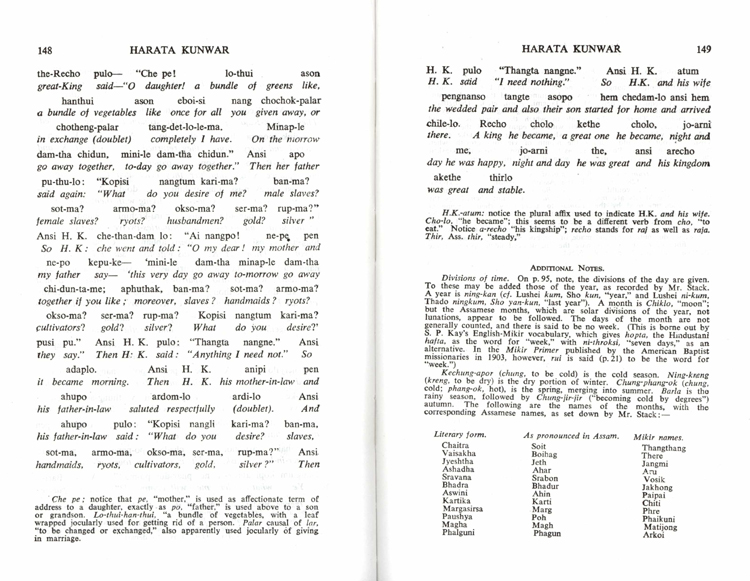 148 HARATA KUNWAR
the-Recho pulo— "Che pe! lo-thui ason
great-King said—"O daughter! a bundle of greens like,
hanthui ason eboi-si nang chochok-palar
a bundle of vegetables like once for all you given away, or
chotheng-palar tang-det-lo-le-ma, Minap-le
in exchange (doublet) completely I have. On the morrow
dam-tha chidun, mini-le dam-tha chidun." Ansi apo
go away together, to-day go away together." Then her father
pu-thu-lo: "Kopisi nangtum kari-ma? ban-ma?
said again: "What do you desire of me? male slaves?
sot-ma? armo-ma? okso-ma? ser-ma? rup-ma?"
female slaves? ryots? husbandmen? gold? silver"
Ansi H. K. che-than-dam lo: "Ai nangpo! ne-pe pen
So H. K: che went and told: "O my dear! my mother and
ne-po kepu-ke— 'mini-le dam-tha minap-le dam-tha
my father say— 'this very day go away to-morrow go away
chi-dun-ta-me; aphuthak, ban-ma? sot-ma? armo-ma?
together if you like; moreover, slaves? handmaids? ryots?
okso-ma? ser-ma? rup-ma? Kopisi nangtum kari-ma?
cultivators? gold? silver? What do you desire?'
pusi pu." Ansi H. K. pulo: "Thangta nangne." Ansi
they say." Then H: K. said: "Anything I need not." So
adaplo. Ansi H. K. anipi pen
it became morning. Then H. K. his mother-in-law and
ahupo ardom-lo ardi-lo Ansi
his father-in-law saluted respectfully (doublet). And
ahupo pulo: "Kopisi nangli kari-ma? ban-ma,
his father-in-law said: "What do you desire? slaves,
sot-ma, armo-ma, okso-ma, ser-ma, rup-ma?" Ansi
handmaids, ryots, cultivators, gold, silver?" Then
Che pe: notice that pe, "mother," is used as affectionate term of
address to a daughter, exactly as po, "father," is used above to a son
or grandson. Lo-thui-han-thui, "a bundle of vegetables, with a leaf
wrapped jocularly used for getting rid of a person. Palar causal of lar,
"to be changed or exchanged," also apparently used jocularly of giving
in marriage.
HARATA KUNWAR 149
H. K. pulo "Thangta nangne." Ansi H. K. atum
H. K. said "I need nothing." So H.K. and his wife
pengnanso tangte asopo hem chedam-lo ansi hem
the wedded pair and also their son started for home and arrived
chile-lo. Recho cholo kethe cholo, jo-arni
there. A king he became, a great one he became, night and
me, jo-arni the, ansi arecho
day he was happy, night and day he was great and his kingdom
akethe thirlo
was great and stable.
H.K.-atum: notice the plural affix used to indicate H.K. and his wife.
Cho-lo, "he became"; this seems to be a different verb from cho, "to
eat." Notice a-recho "his kingship"; recho stands for raj as well as raja.
Thir, Ass. thir, "steady,"
ADDITIONAL NOTES.
Divisions of time. On p. 95, note, the divisions of the day are given.
To these may be added those of the year, as recorded by Mr. Stack.
A year is ning-kan (cf. Lushei kum, Sho kun, "year," and Lushei ni-kum,
Thado ningkum, Sho yan-kun, "last year"). A month is Chiklo, "moon";
but the Assamese months, which are solar divisions of the year, not
lunations, appear to be followed. The days of the month are not
generally counted, and there is said to be no week. (This is borne out by
S. P. Kay's English-Mikir vocabulary, which gives hopta, the Hindustani
hafta, as the word for "week," with ni-throksi, "seven days," as an
alternative. In the Mikir Primer published by the American Baptist
missionaries in 1903, however, rui is said (p. 21) to be the word for
"week.")
Kechung-apor (chung, to be cold) is the cold season. Ning-kreng
(kreng, to be dry) is the dry portion of winter. Chung-phang-ok (chung,
cold; phang-ok, hot), is the spring, merging into summer. Barla is the
rainy season, followed by Chung-jir-jir ("becoming cold by degrees")
autumn. The following are the names of the months, with the
corresponding Assamese names, as set down by Mr. Stack:—
Literary form. As pronounced in Assam. Mikir names.
Chaitra Soit Thangthang
Vaisakha Boihag There
Jyeshtha Jeth Jangmi
Ashadha Ahar Aru
Sravana Srabon Vosik
Bhadra Bhadur Jakhong
Aswini Ahin Paipai
Kartika Karti Chiti
Margasirsa Marg Phre
Paushya Poh Phaikuni
Magha Magh Matijong
Phalguni Phagun Arkoi